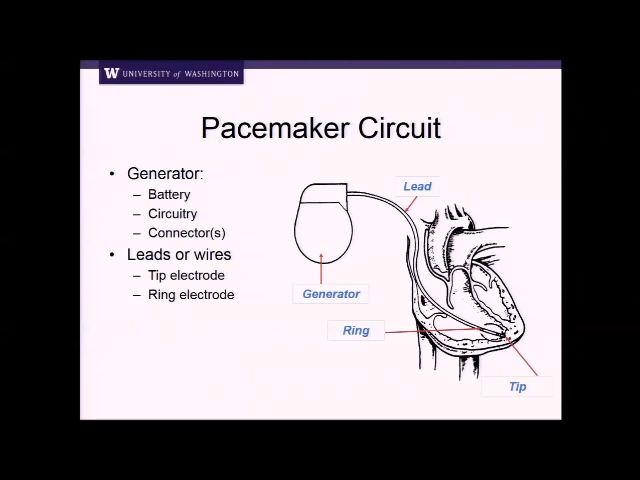 W UNIVERSITY of WASHINGTON
Pacemaker Circuit
• Generator:
– Battery
– Circuitry
– Connector(s)
• Leads or wires
– Tip electrode
– Ring electrode
Lead
Generator
Ring
Tip